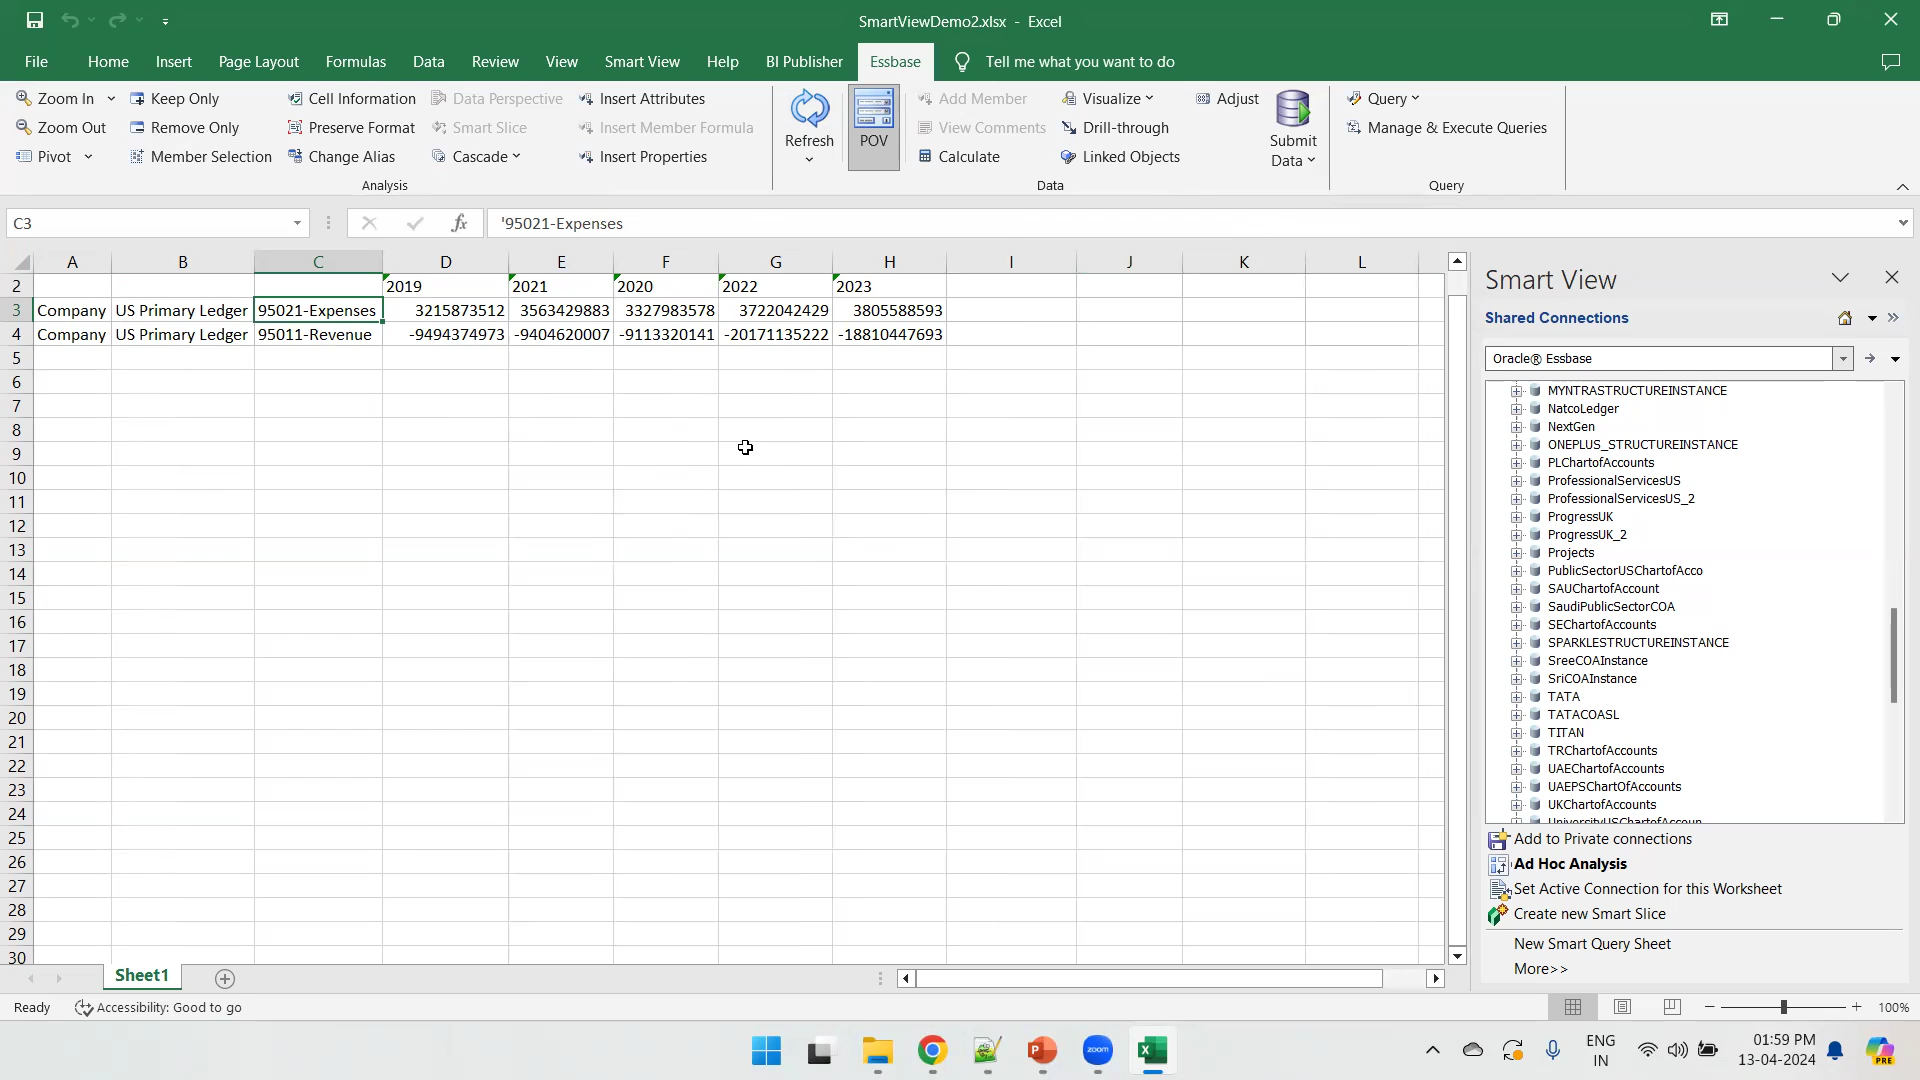 SmartViewDemo2.xlsx - Excel
File Home Insert Page Layout Formulas Data Review View Smart View Help BI Publisher Essbase Tell me what you want to do
Zoom In Keep Only Cell Information Data Perspective Insert Attributes Add Member Visualize Adjust Query
Zoom Out Remove Only Preserve Format Smart Slice Insert Member Formula Refresh POV View Comments Drill-through Submit Data Manage & Execute Queries
Pivot Member Selection Change Alias Cascade Insert Properties Calculate Linked Objects
Analysis Data Query
C3 fx '95021-Expenses
A B C D E F G H I J K L
2 2019 2021 2020 2022 2023
3 Company US Primary Ledger 95021-Expenses 3215873512 3563429883 3327983578 3722042429 3805588593
4 Company US Primary Ledger 95011-Revenue -9494374973 -9404620007 -9113320141 -20171135222 -18810447693
5
6
7
8
9
10
11
12
13
14
15
16
17
18
19
20
21
22
23
24
25
26
27
28
29
30
Smart View
Shared Connections
Oracle® Essbase
MYNTRASTRUCTUREINSTANCE
NatcoLedger
NextGen
ONEPLUS_STRUCTUREINSTANCE
PLChartofAccounts
ProfessionalServicesUS
ProfessionalServicesUS_2
ProgressUK
ProgressUK_2
Projects
PublicSectorUSChartofAcco
SAUChartofAccount
SaudiPublicSectorCOA
SEChartofAccounts
SPARKLESTRUCTUREINSTANCE
SreeCOAInstance
SriCOAInstance
TATA
TATACOASL
TITAN
TRChartofAccounts
UAEChartofAccounts
UAEPSChartOfAccounts
UKChartofAccounts
UniversityUSChartofAccoun
Add to Private connections
Ad Hoc Analysis
Set Active Connection for this Worksheet
Create new Smart Slice
New Smart Query Sheet
More>>
Sheet1
Ready Accessibility: Good to go 100%
zoom
ENG
IN
01:59 PM
13-04-2024
PRE